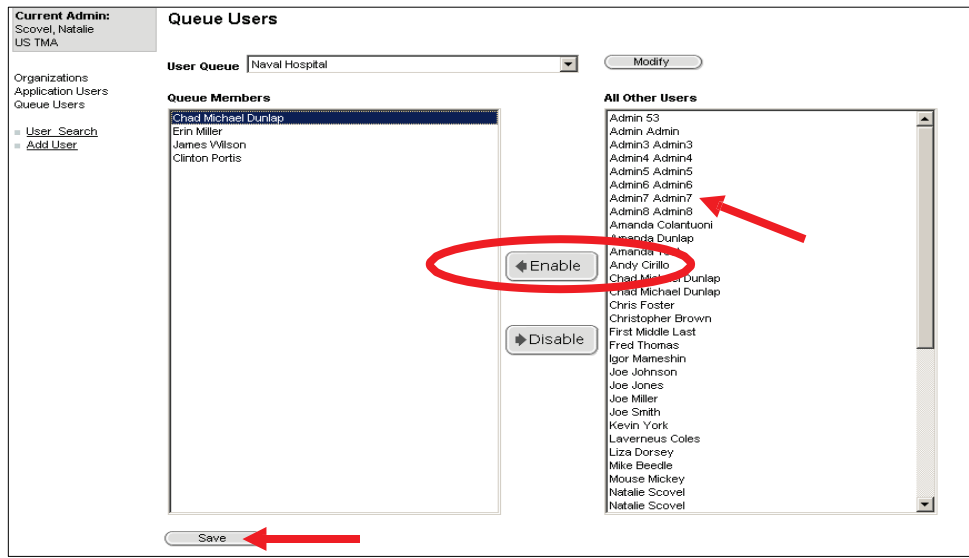 Current Admin:
Scovel, Natalie
US TMA
Organizations
Application Users
Queue Users
User Search
Add User
Queue Users
User Queue Naval Hospital Modify
Queue Members
Chad Michael Dunlap
Erin Miller
James Wilson
Clinton Portis
Enable
Disable
All Other Users
Admin 53
Admin Admin
Admin3 Admin3
Admin4 Admin4
Admin5 Admin5
Admin6 Admin6
Admin7 Admin7
Admin8 Admin8
Amanda Colantuoni
Amanda Dunlap
Amanda
Andy Cirillo
Chad Michael Dunlap
Chad Michael Dunlap
Chris Foster
Christopher Brown
First Middle Last
Fred Thomas
Igor Mameshin
Joe Johnson
Joe Jones
Joe Miller
Joe Smith
Kevin York
Laverneus Coles
Liza Dorsey
Mike Beedle
Mouse Mickey
Natalie Scovel
Natalie Scovel
Save